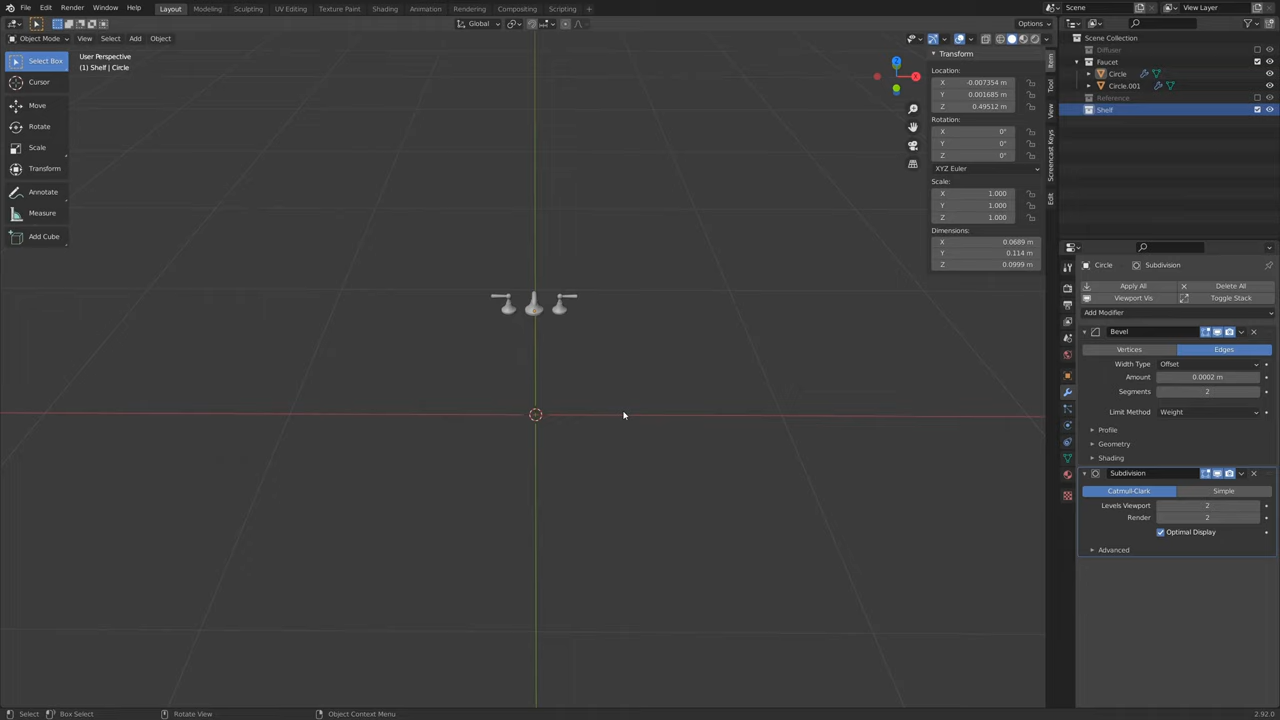 File Edit Render Window Help Layout Modeling Sculpting UV Editing Texture Paint Shading Animation Rendering Compositing Scripting + Scene View Layer
Global Options
Object Mode View Select Add Object
Select Box
Cursor
Move
Rotate
Scale
Transform
Annotate
Measure
Add Cube
User Perspective
(1) Shelf | Circle
Transform
Location:
X -0.007354 m
Y 0.001685 m
Z 0.49512 m
Rotation:
X 0°
Y 0°
Z 0°
XYZ Euler
Scale:
X 1.000
Y 1.000
Z 1.000
Dimensions:
X 0.0689 m
Y 0.114 m
Z 0.0999 m
Item
Tool
View
Screencast Keys
Edit
Z
X
Scene Collection
Diffuser
Faucet
Circle
Circle.001
Reference
Shelf
Circle Subdivision
Apply All Delete All
Viewport Vis Toggle Stack
Add Modifier
Bevel
Vertices Edges
Width Type Offset
Amount 0.0002 m
Segments 2
Limit Method Weight
Profile
Geometry
Shading
Subdivision
Catmull-Clark Simple
Levels Viewport 2
Render 2
Optimal Display
Advanced
Select Box Select Rotate View Object Context Menu 2.92.0